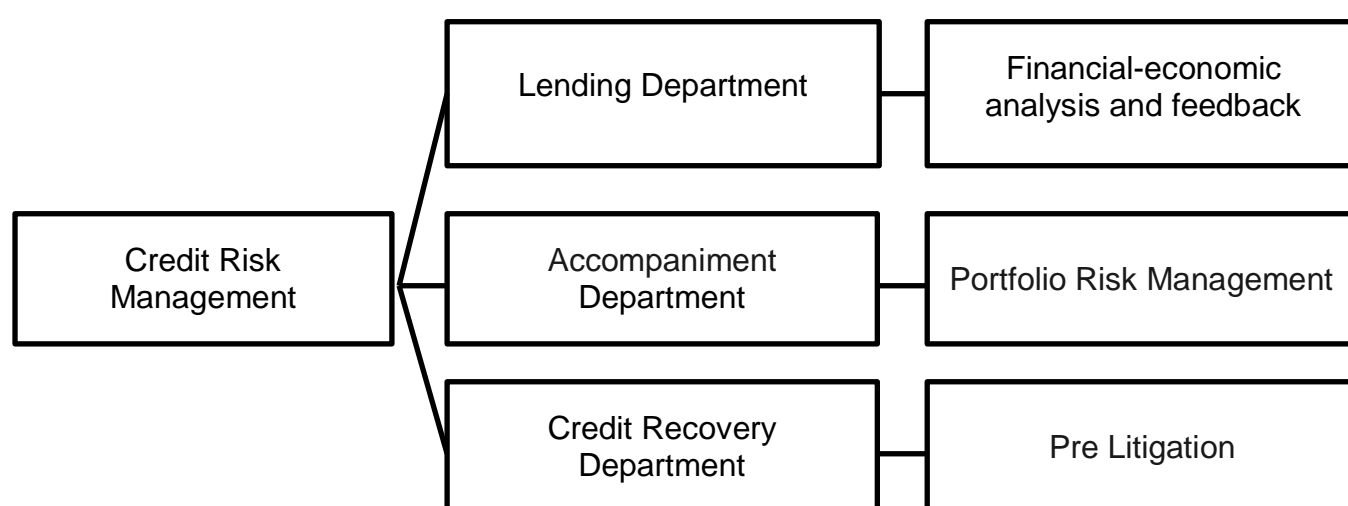 Lending Department
Financial-economic
analysis and feedback
Credit Risk
Management
Accompaniment
Department
Portfolio Risk Management
Credit Recovery
Department
Pre Litigation